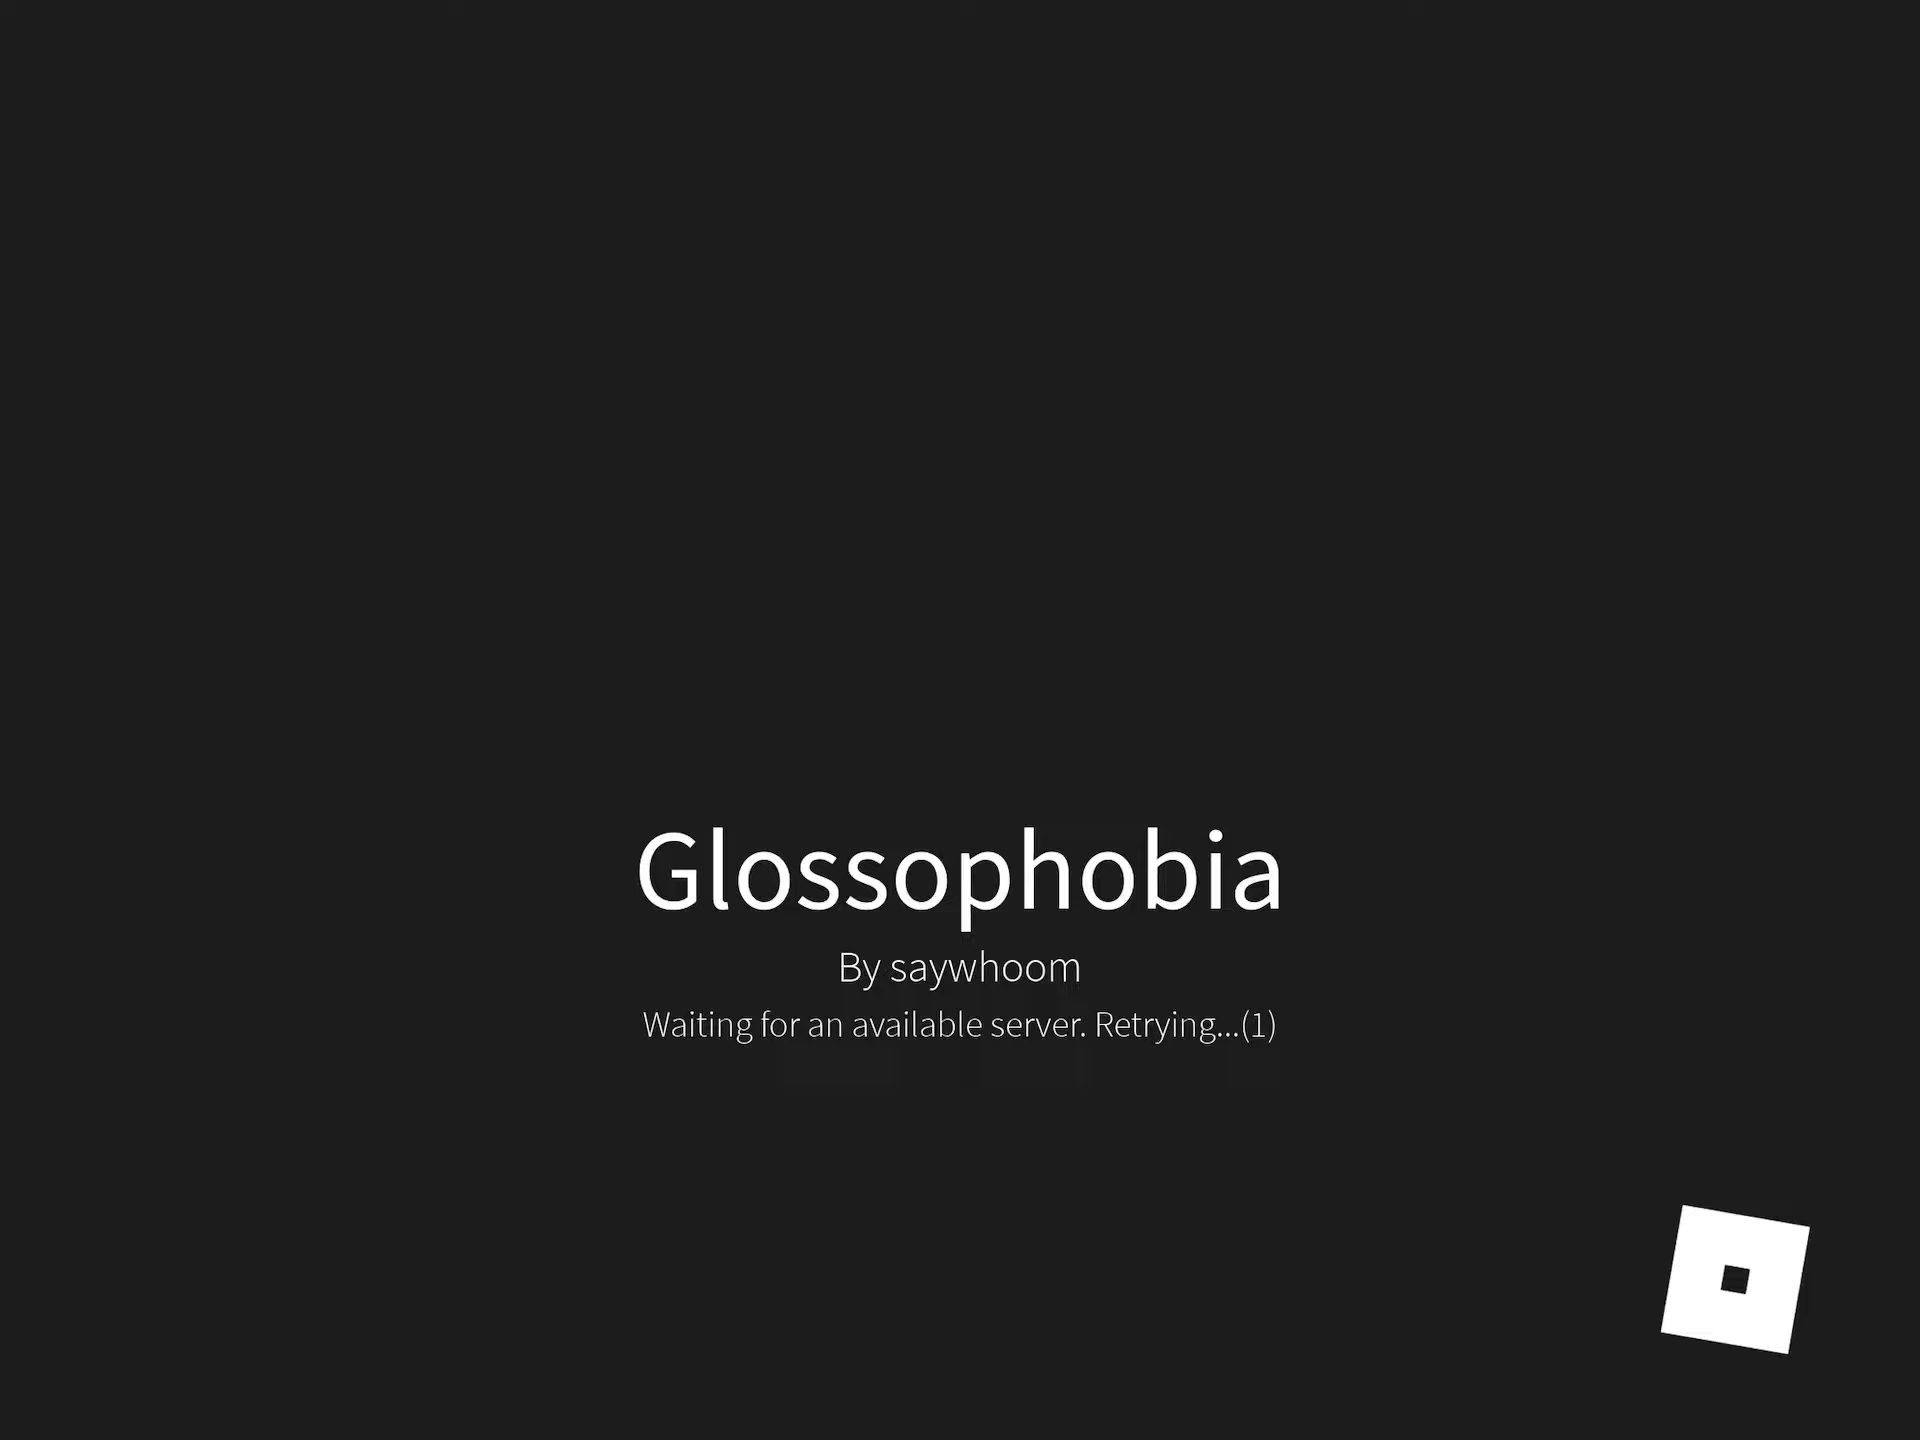 Glossophobia
By saywhoom
Waiting for an available server. Retrying...(1)